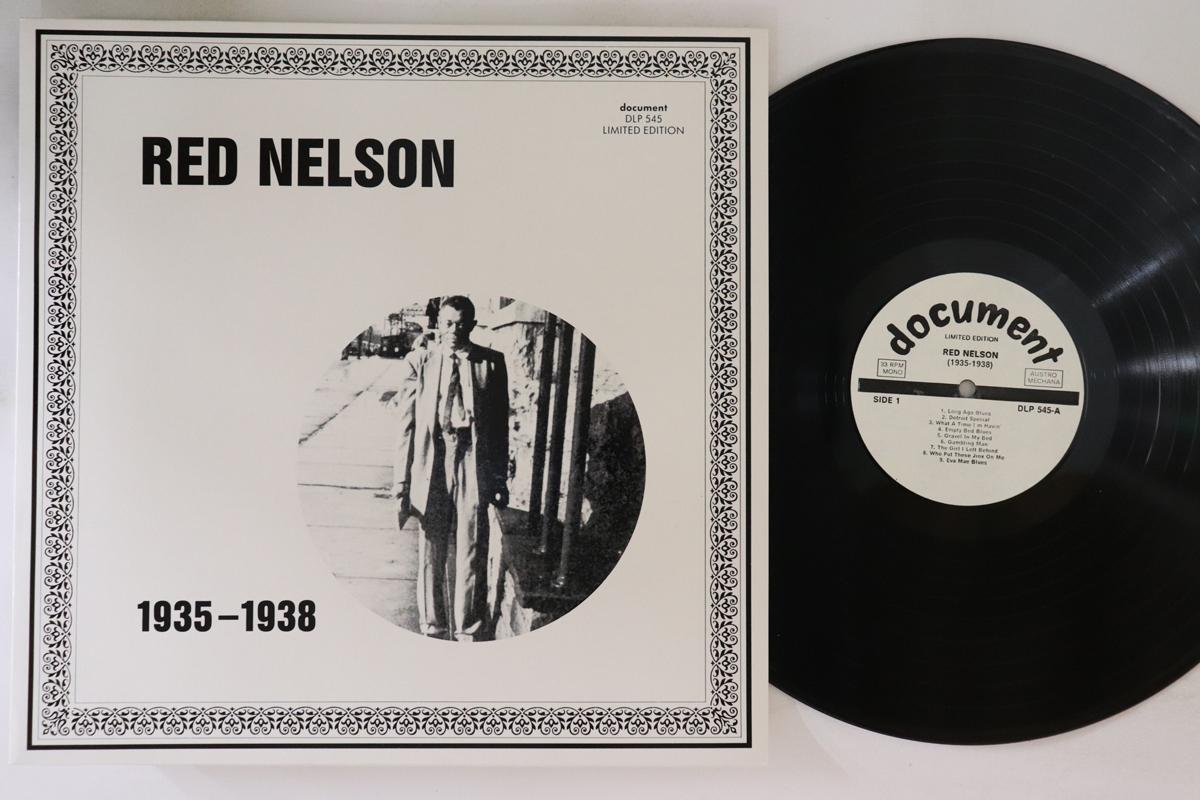 document
DLP 545
LIMITED EDITION
RED NELSON
1935–1938
document
LIMITED EDITION
RED NELSON
(1935-1938)
33 RPM
MONO
AUSTRO
MECHANA
SIDE 1
DLP 545-A
1. Long Ago Blues
2. Detroit Special
3. What A Time I'm Havin'
4. Empty Bed Blues
5. Gravel In My Bed
6. Gambling Man
7. The Girl I Left Behind
8. Who Put Those Jinx On Me
9. Eva Mae Blues